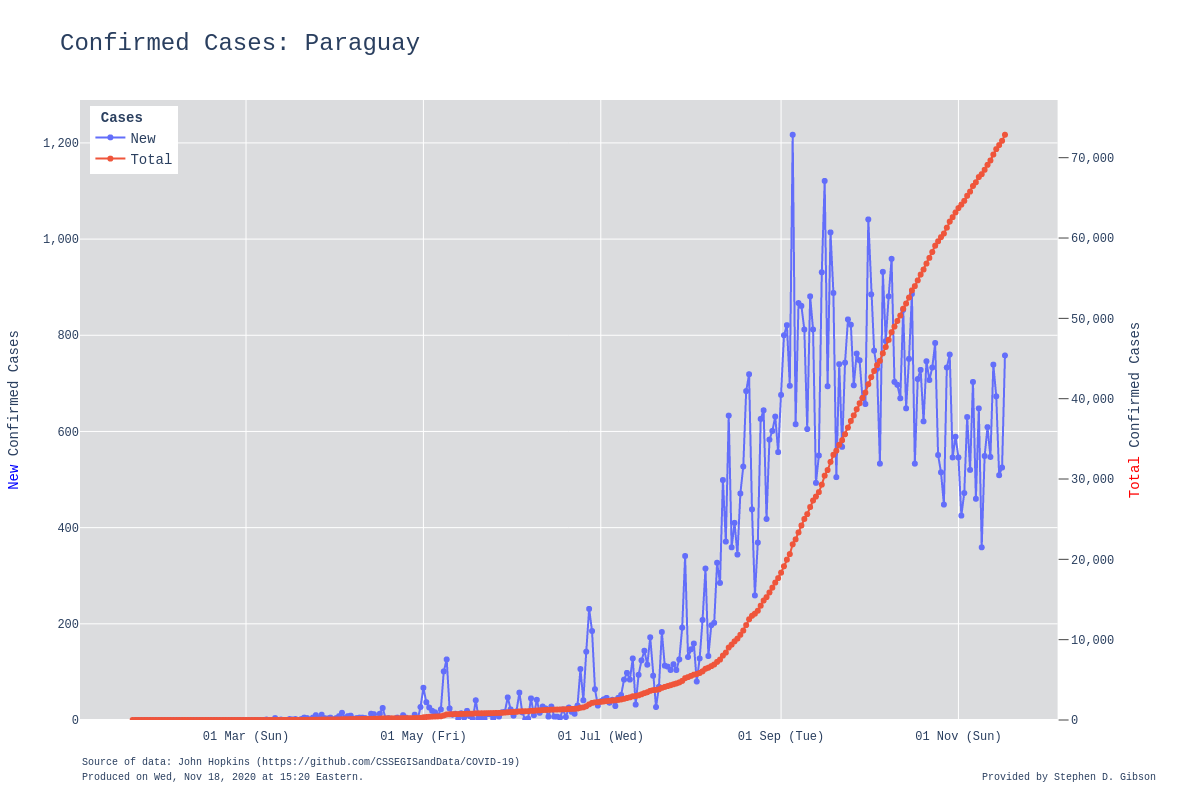 Confirmed Cases: Paraguay
Cases
New
Total
1,200
1,000
800
600
400
200
0
70,000
60,000
50,000
40,000
30,000
20,000
10,000
0
New Confirmed Cases
Total Confirmed Cases
01 Mar (Sun)
01 May (Fri)
01 Jul (Wed)
01 Sep (Tue)
01 Nov (Sun)
Source of data: John Hopkins (https://github.com/CSSEGISandData/COVID-19)
Produced on Wed, Nov 18, 2020 at 15:20 Eastern.
Provided by Stephen D. Gibson